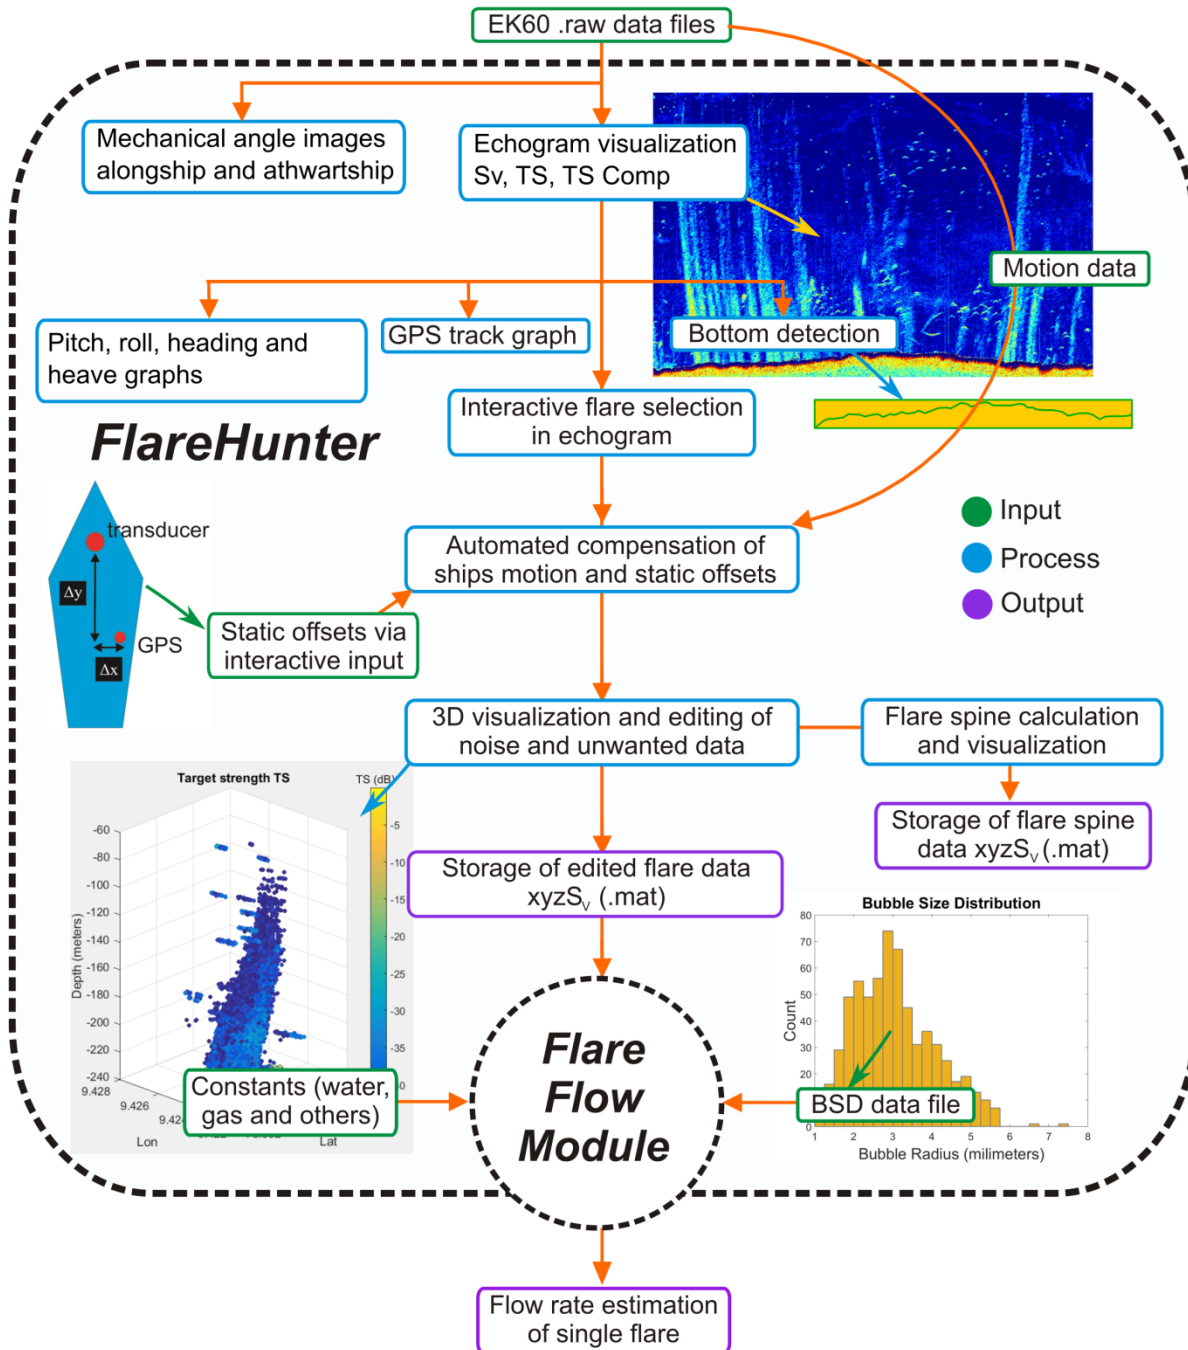 EK60 .raw data files
Mechanical angle images
alongship and athwartship
Echogram visualization
Sv, TS, TS Comp
Motion data
Pitch, roll, heading and
heave graphs
GPS track graph
Bottom detection
Interactive flare selection
in echogram
FlareHunter
transducer
Δy
GPS
Δx
Static offsets via
interactive input
Automated compensation of
ships motion and static offsets
Input
Process
Output
3D visualization and editing of
noise and unwanted data
Flare spine calculation
and visualization
Storage of flare spine
data xyzSv (.mat)
Storage of edited flare data
xyzSv (.mat)
Target strength TS
TS (dB)
-5
-10
-15
-20
-25
-30
-35
-60
-80
-100
-120
-140
-160
-180
-200
-220
-240
Depth (meters)
9.428
9.426
Lon
Lat
Constants (water,
gas and others)
Flare
Flow
Module
Bubble Size Distribution
80
70
60
50
40
30
20
10
0
Count
BSD data file
1 2 3 4 5 6 7 8
Bubble Radius (milimeters)
Flow rate estimation
of single flare